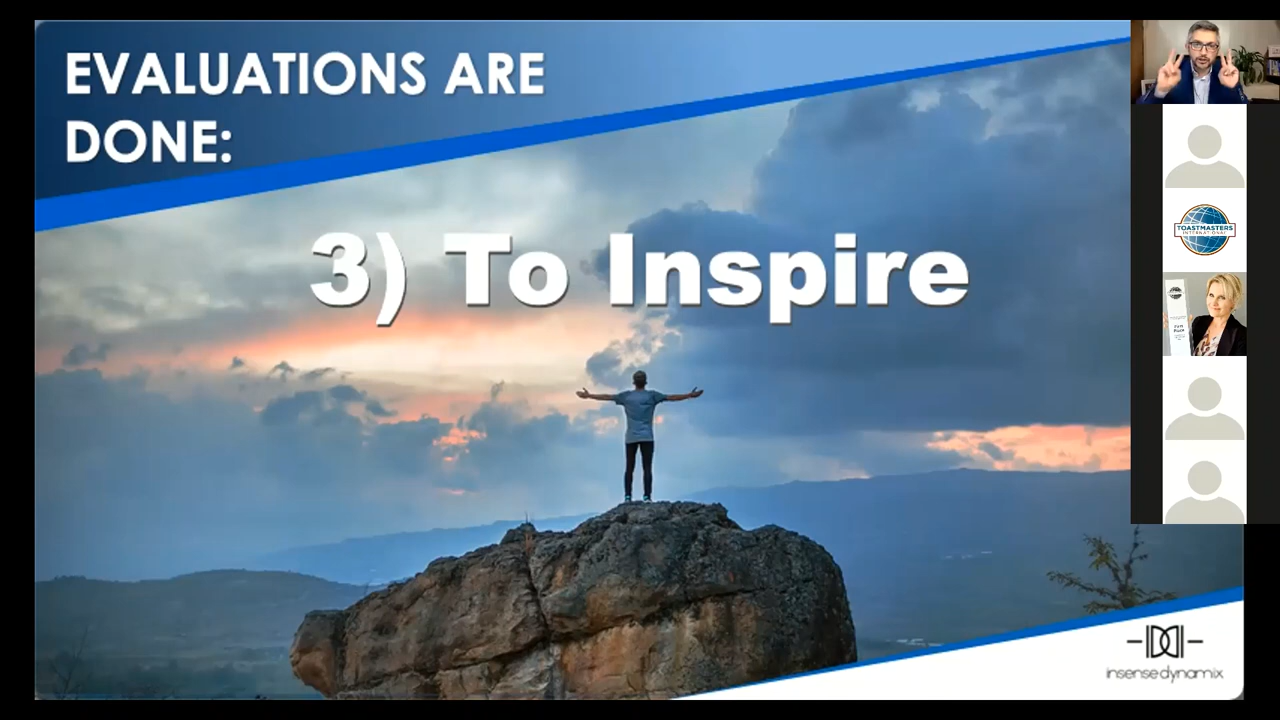 EVALUATIONS ARE
DONE:
3) To Inspire
TOASTMASTERS
INTERNATIONAL
insensedynamix